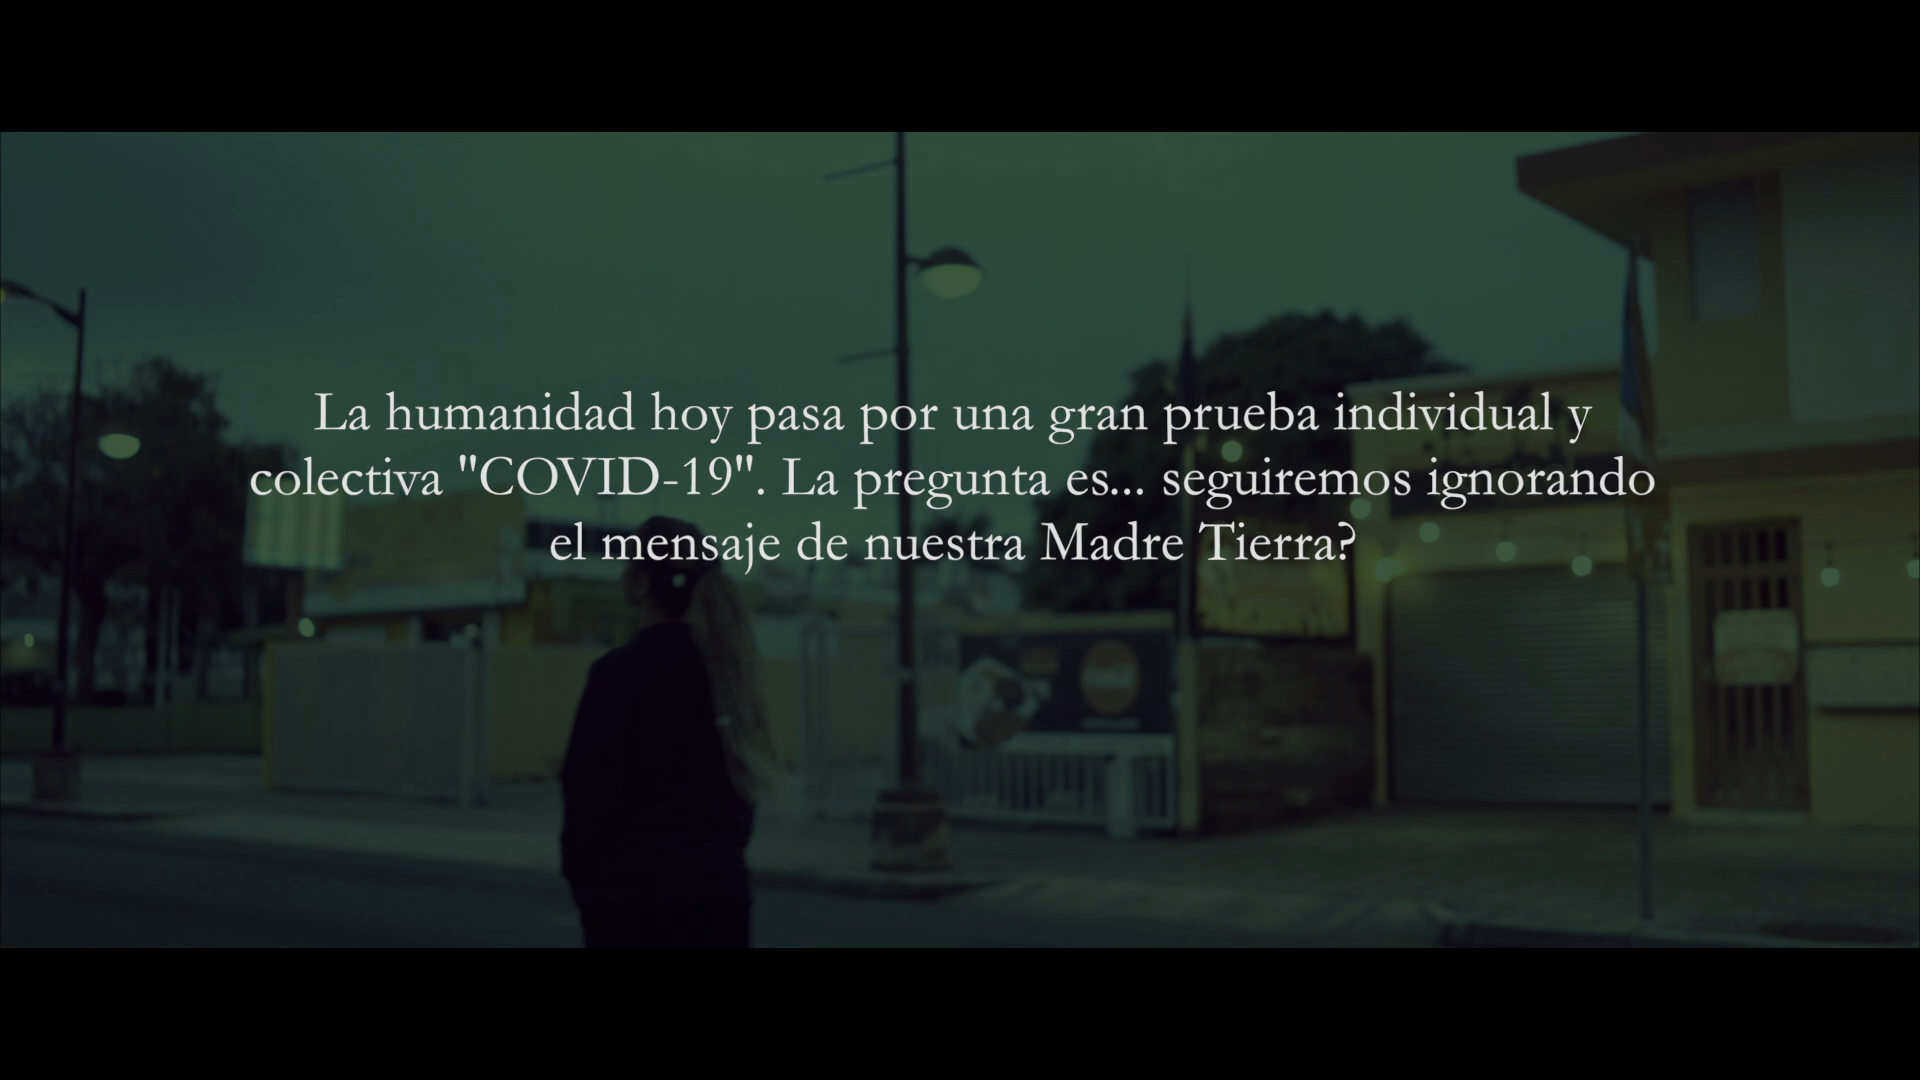 La humanidad hoy pasa por una gran prueba individual y
colectiva "COVID-19". La pregunta es... seguiremos ignorando
el mensaje de nuestra Madre Tierra?